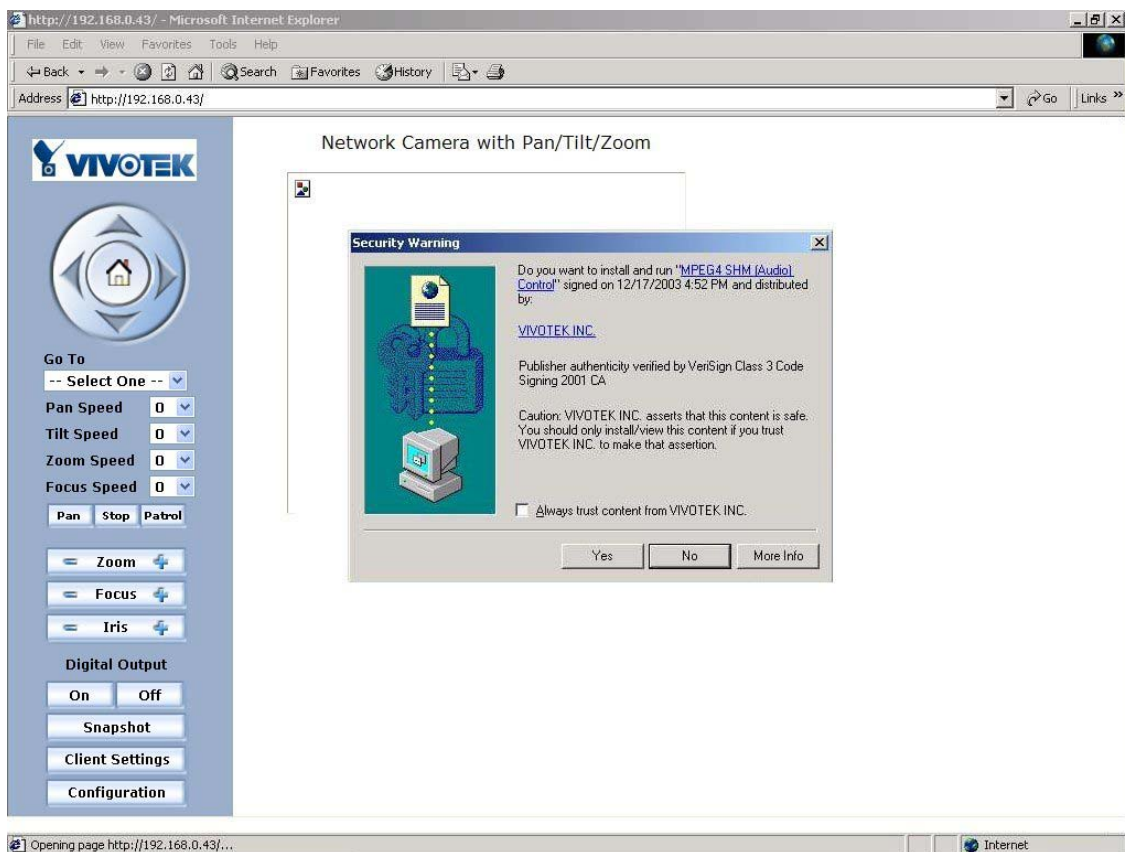 http://192.168.0.43/ - Microsoft Internet Explorer
File Edit View Favorites Tools Help
Back Search Favorites History
Address http://192.168.0.43/ Go Links »
VIVOTEK
Network Camera with Pan/Tilt/Zoom
Security Warning
Do you want to install and run "MPEG4 SHM (Audio)
Control" signed on 12/17/2003 4:52 PM and distributed
by:
VIVOTEK INC.
Publisher authenticity verified by VeriSign Class 3 Code
Signing 2001 CA
Caution: VIVOTEK INC. asserts that this content is safe.
You should only install/view this content if you trust
VIVOTEK INC. to make that assertion.
Always trust content from VIVOTEK INC.
Yes No More Info
Go To
-- Select One --
Pan Speed 0
Tilt Speed 0
Zoom Speed 0
Focus Speed 0
Pan Stop Patrol
Zoom
Focus
Iris
Digital Output
On Off
Snapshot
Client Settings
Configuration
Opening page http://192.168.0.43/... Internet